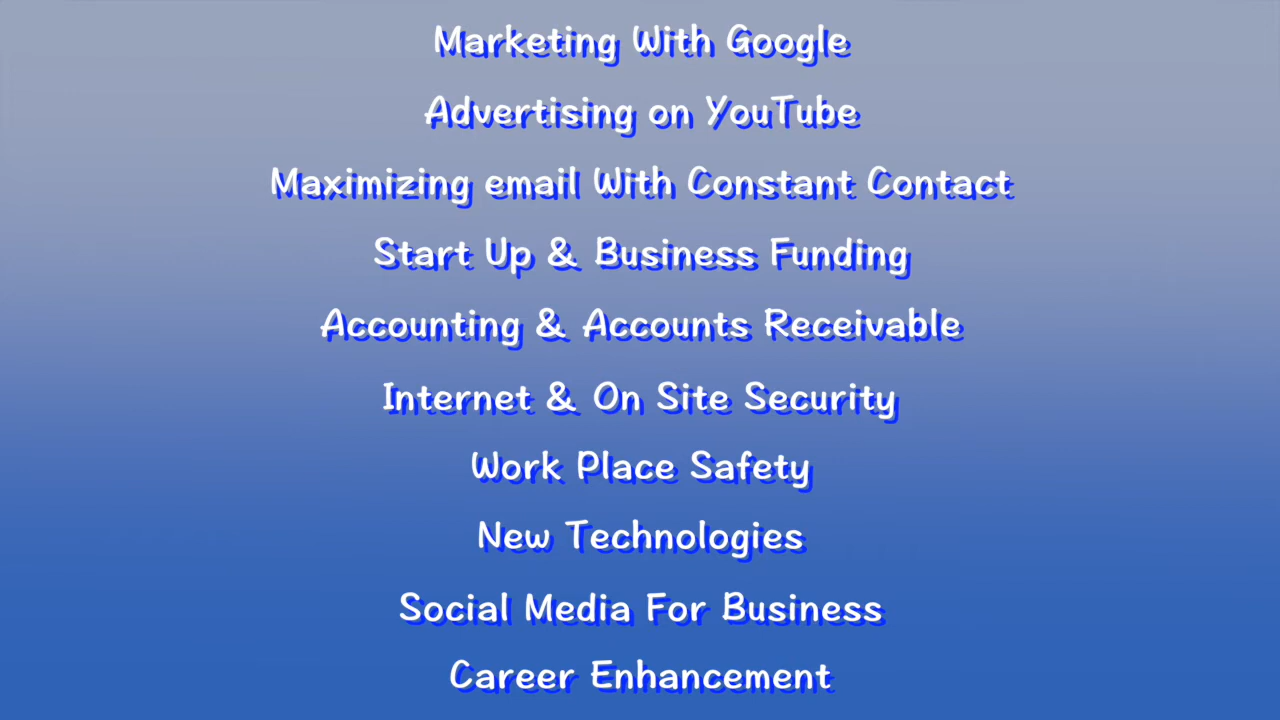 Marketing With Google
Advertising on YouTube
Maximizing email With Constant Contact
Start Up & Business Funding
Accounting & Accounts Receivable
Internet & On Site Security
Work Place Safety
New Technologies
Social Media For Business
Career Enhancement